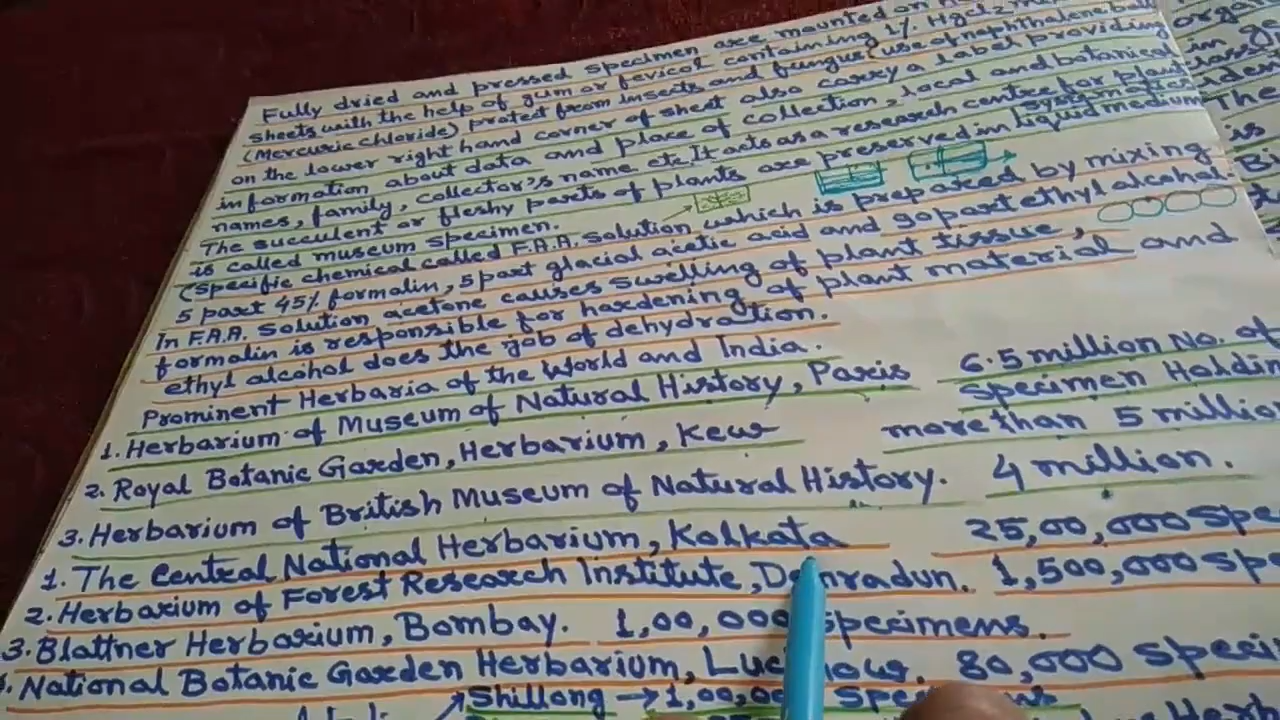 Fully dried and pressed specimen are mounted on
sheets with the help of gum or fevicol containing 1% Hgcl2
(Mercuric chloride) protect from insects and fungus (use of naphthalene ball
on the lower right hand corner of sheet also carry a label providing
information about data and place of collection, local and botanical
names, family, collector's name etc. It acts as a research centre for plant
systematics
The succulent or fleshy parts of plants are preserved in liquid medium
is called museum specimen.
(specific chemical called F.A.A. solution which is prepared by mixing
5 part 45% formalin, 5 part glacial acetic acid and 90 part ethyl alcohal.
In F.A.A. solution acetone causes swelling of plant tissue,
formalin is responsible for hardening of plant material and
ethyl alcohal does the job of dehydration.
Prominent Herbaria of the World and India.
1. Herbarium of Museum of Natural History, Paris 6.5 million No. of
Specimen Holdin
2. Royal Botanic Garden, Herbarium, Kew more than 5 millio
3. Herbarium of British Museum of Natural History. 4 million.
1. The Central National Herbarium, Kolkata 25,00,000 Spe
2. Herbarium of Forest Research Institute, Dehradun. 1,500,000 Spe
3. Blattner Herbarium, Bombay. 1,00,000 Specimens.
National Botanic Garden Herbarium, Lucknow. 80,000 Speci
Shillong → 1,00,00